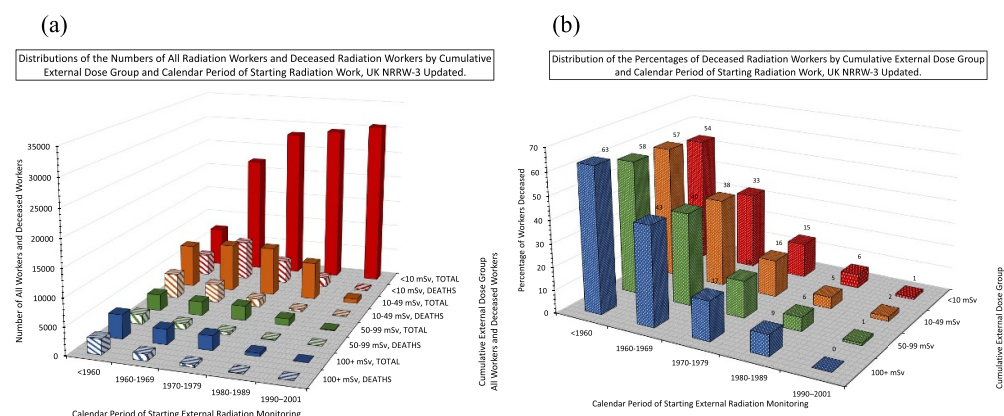 (a)
Distributions of the Numbers of All Radiation Workers and Deceased Radiation Workers by Cumulative
External Dose Group and Calendar Period of Starting Radiation Work, UK NRRW-3 Updated.
Number of All Workers and Deceased Workers
35000
30000
25000
20000
15000
10000
5000
0
<10 mSv, TOTAL
<10 mSv, DEATHS
10-49 mSv, TOTAL
10-49 mSv, DEATHS
50-99 mSv, TOTAL
50-99 mSv, DEATHS
100+ mSv, TOTAL
100+ mSv, DEATHS
<1960
1960-1969
1970-1979
1980-1989
1990–2001
Cumulative External Dose Group
All Workers and Deceased Workers
Calendar Period of Starting External Radiation Monitoring
(b)
Distribution of the Percentages of Deceased Radiation Workers by Cumulative External Dose Group
and Calendar Period of Starting Radiation Work, UK NRRW-3 Updated.
Percentage of Workers Deceased
70
60
50
40
30
20
10
0
63
58
57
54
43
38
33
17
16
15
9
6
5
6
0
1
2
1
<10 mSv
10-49 mSv
50-99 mSv
100+ mSv
<1960
1960-1969
1970-1979
1980-1989
1990–2001
Cumulative External Dose Group
Calendar Period of Starting External Radiation Monitoring